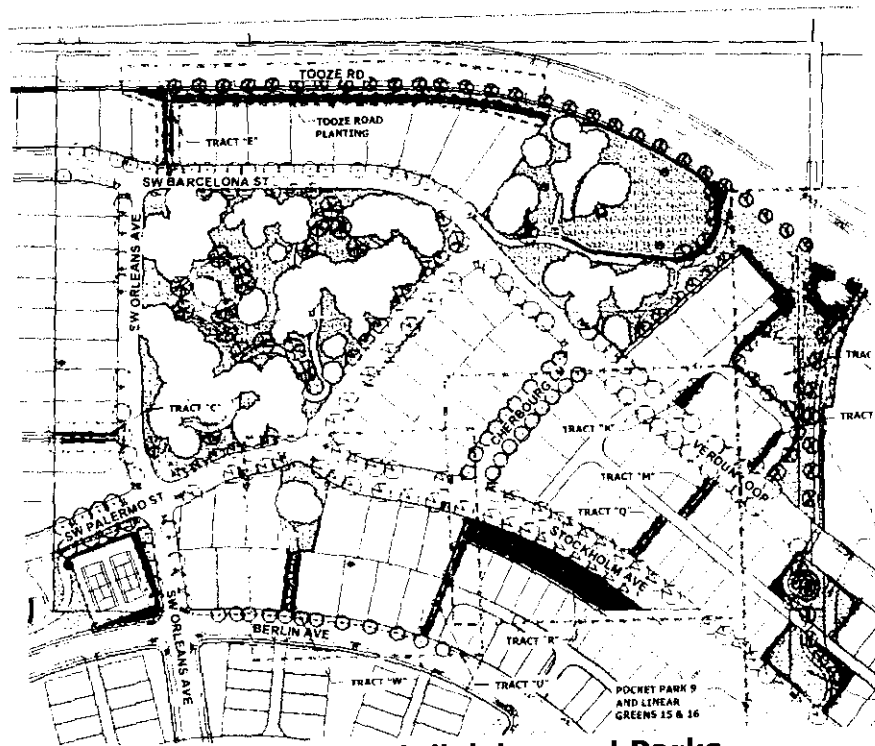 TOOZE RD
TOOZE ROAD
PLANTING
TRACT "E"
SW BARCELONA ST
SW ORLEANS AVE
TRACT "C"
CHERBOURG
TRACT "K"
TRACT "M"
TRACT "Q"
VERDUN LOOP
STOCKHOLM AVE
SW PALERMO ST
SW ORLEANS AVE
BERLIN AVE
TRACT "R"
TRACT "W"
TRACT "U"
POCKET PARK 9
AND LINEAR
GREENS 15 & 16
TRAC
TRACT